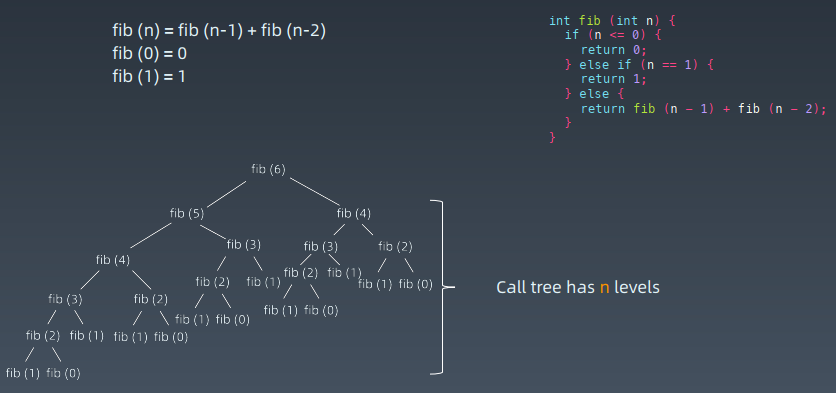 fib (n) = fib (n-1) + fib (n-2)
fib (0) = 0
fib (1) = 1
int fib (int n) {
if (n <= 0) {
return 0;
} else if (n == 1) {
return 1;
} else {
return fib (n - 1) + fib (n - 2);
}
}
fib (6)
fib (5) fib (4)
fib (4) fib (3) fib (3) fib (2)
fib (3) fib (2) fib (2) fib (1) fib (2) fib (1) fib (1) fib (0)
fib (2) fib (1) fib (1) fib (0) fib (1) fib (0) fib (1) fib (0)
fib (1) fib (0)
Call tree has n levels